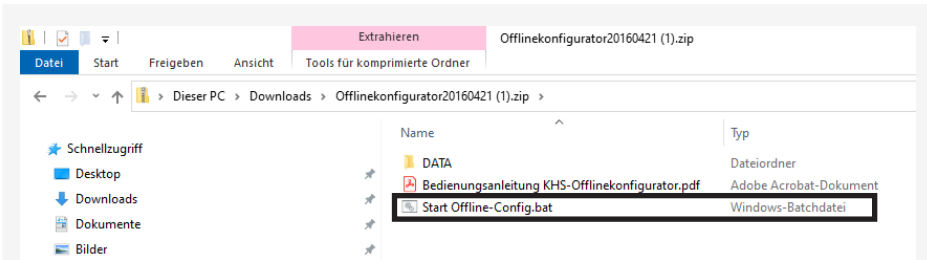 Extrahieren
Offlinekonfigurator20160421 (1).zip
Datei Start Freigeben Ansicht Tools für komprimierte Ordner
Dieser PC > Downloads > Offlinekonfigurator20160421 (1).zip >
Name Typ
Schnellzugriff
DATA Dateiordner
Desktop
Bedienungsanleitung KHS-Offlinekonfigurator.pdf Adobe Acrobat-Dokument
Downloads
Start Offline-Config.bat Windows-Batchdatei
Dokumente
Bilder